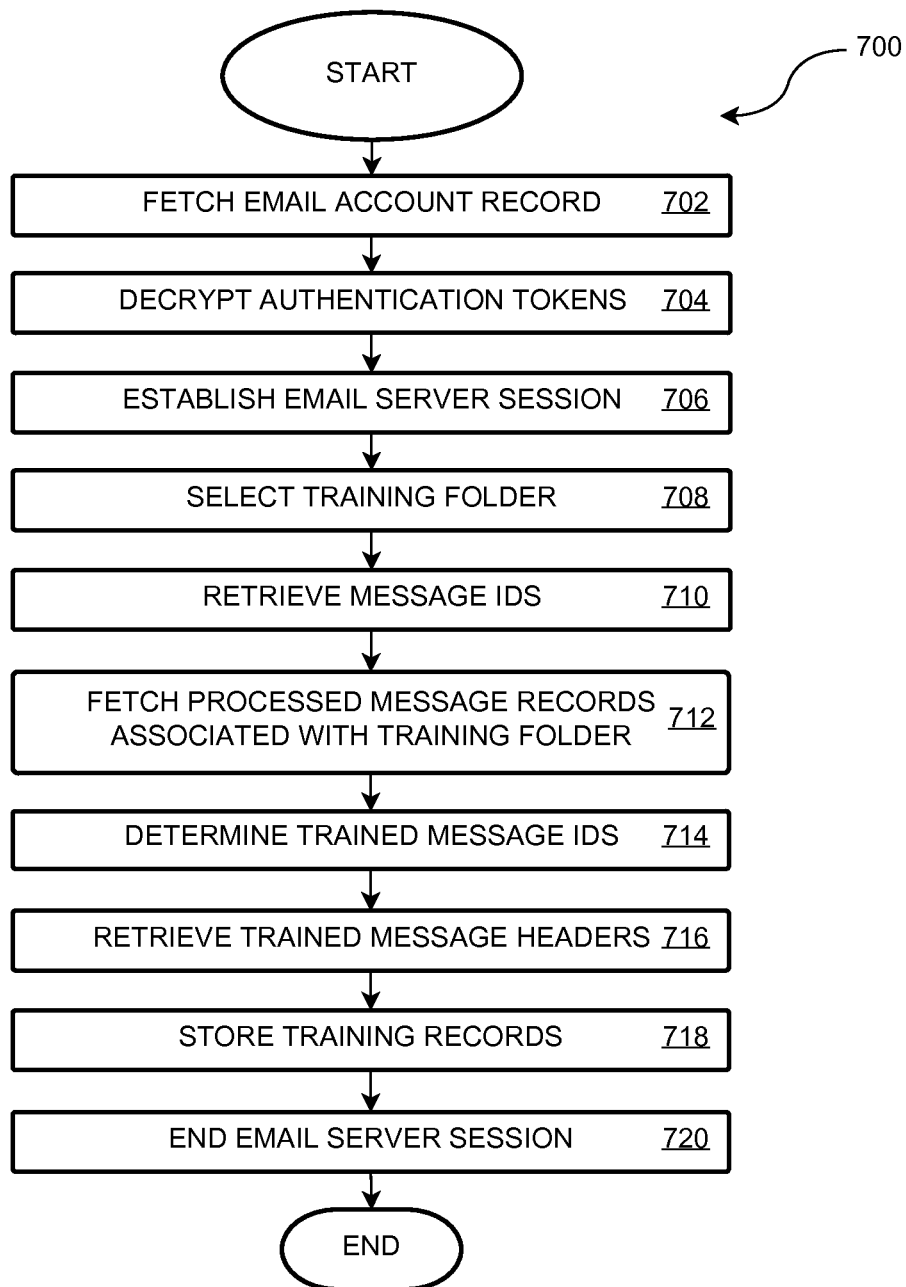 START
700
FETCH EMAIL ACCOUNT RECORD 702
DECRYPT AUTHENTICATION TOKENS 704
ESTABLISH EMAIL SERVER SESSION 706
SELECT TRAINING FOLDER 708
RETRIEVE MESSAGE IDS 710
FETCH PROCESSED MESSAGE RECORDS
ASSOCIATED WITH TRAINING FOLDER 712
DETERMINE TRAINED MESSAGE IDS 714
RETRIEVE TRAINED MESSAGE HEADERS 716
STORE TRAINING RECORDS 718
END EMAIL SERVER SESSION 720
END